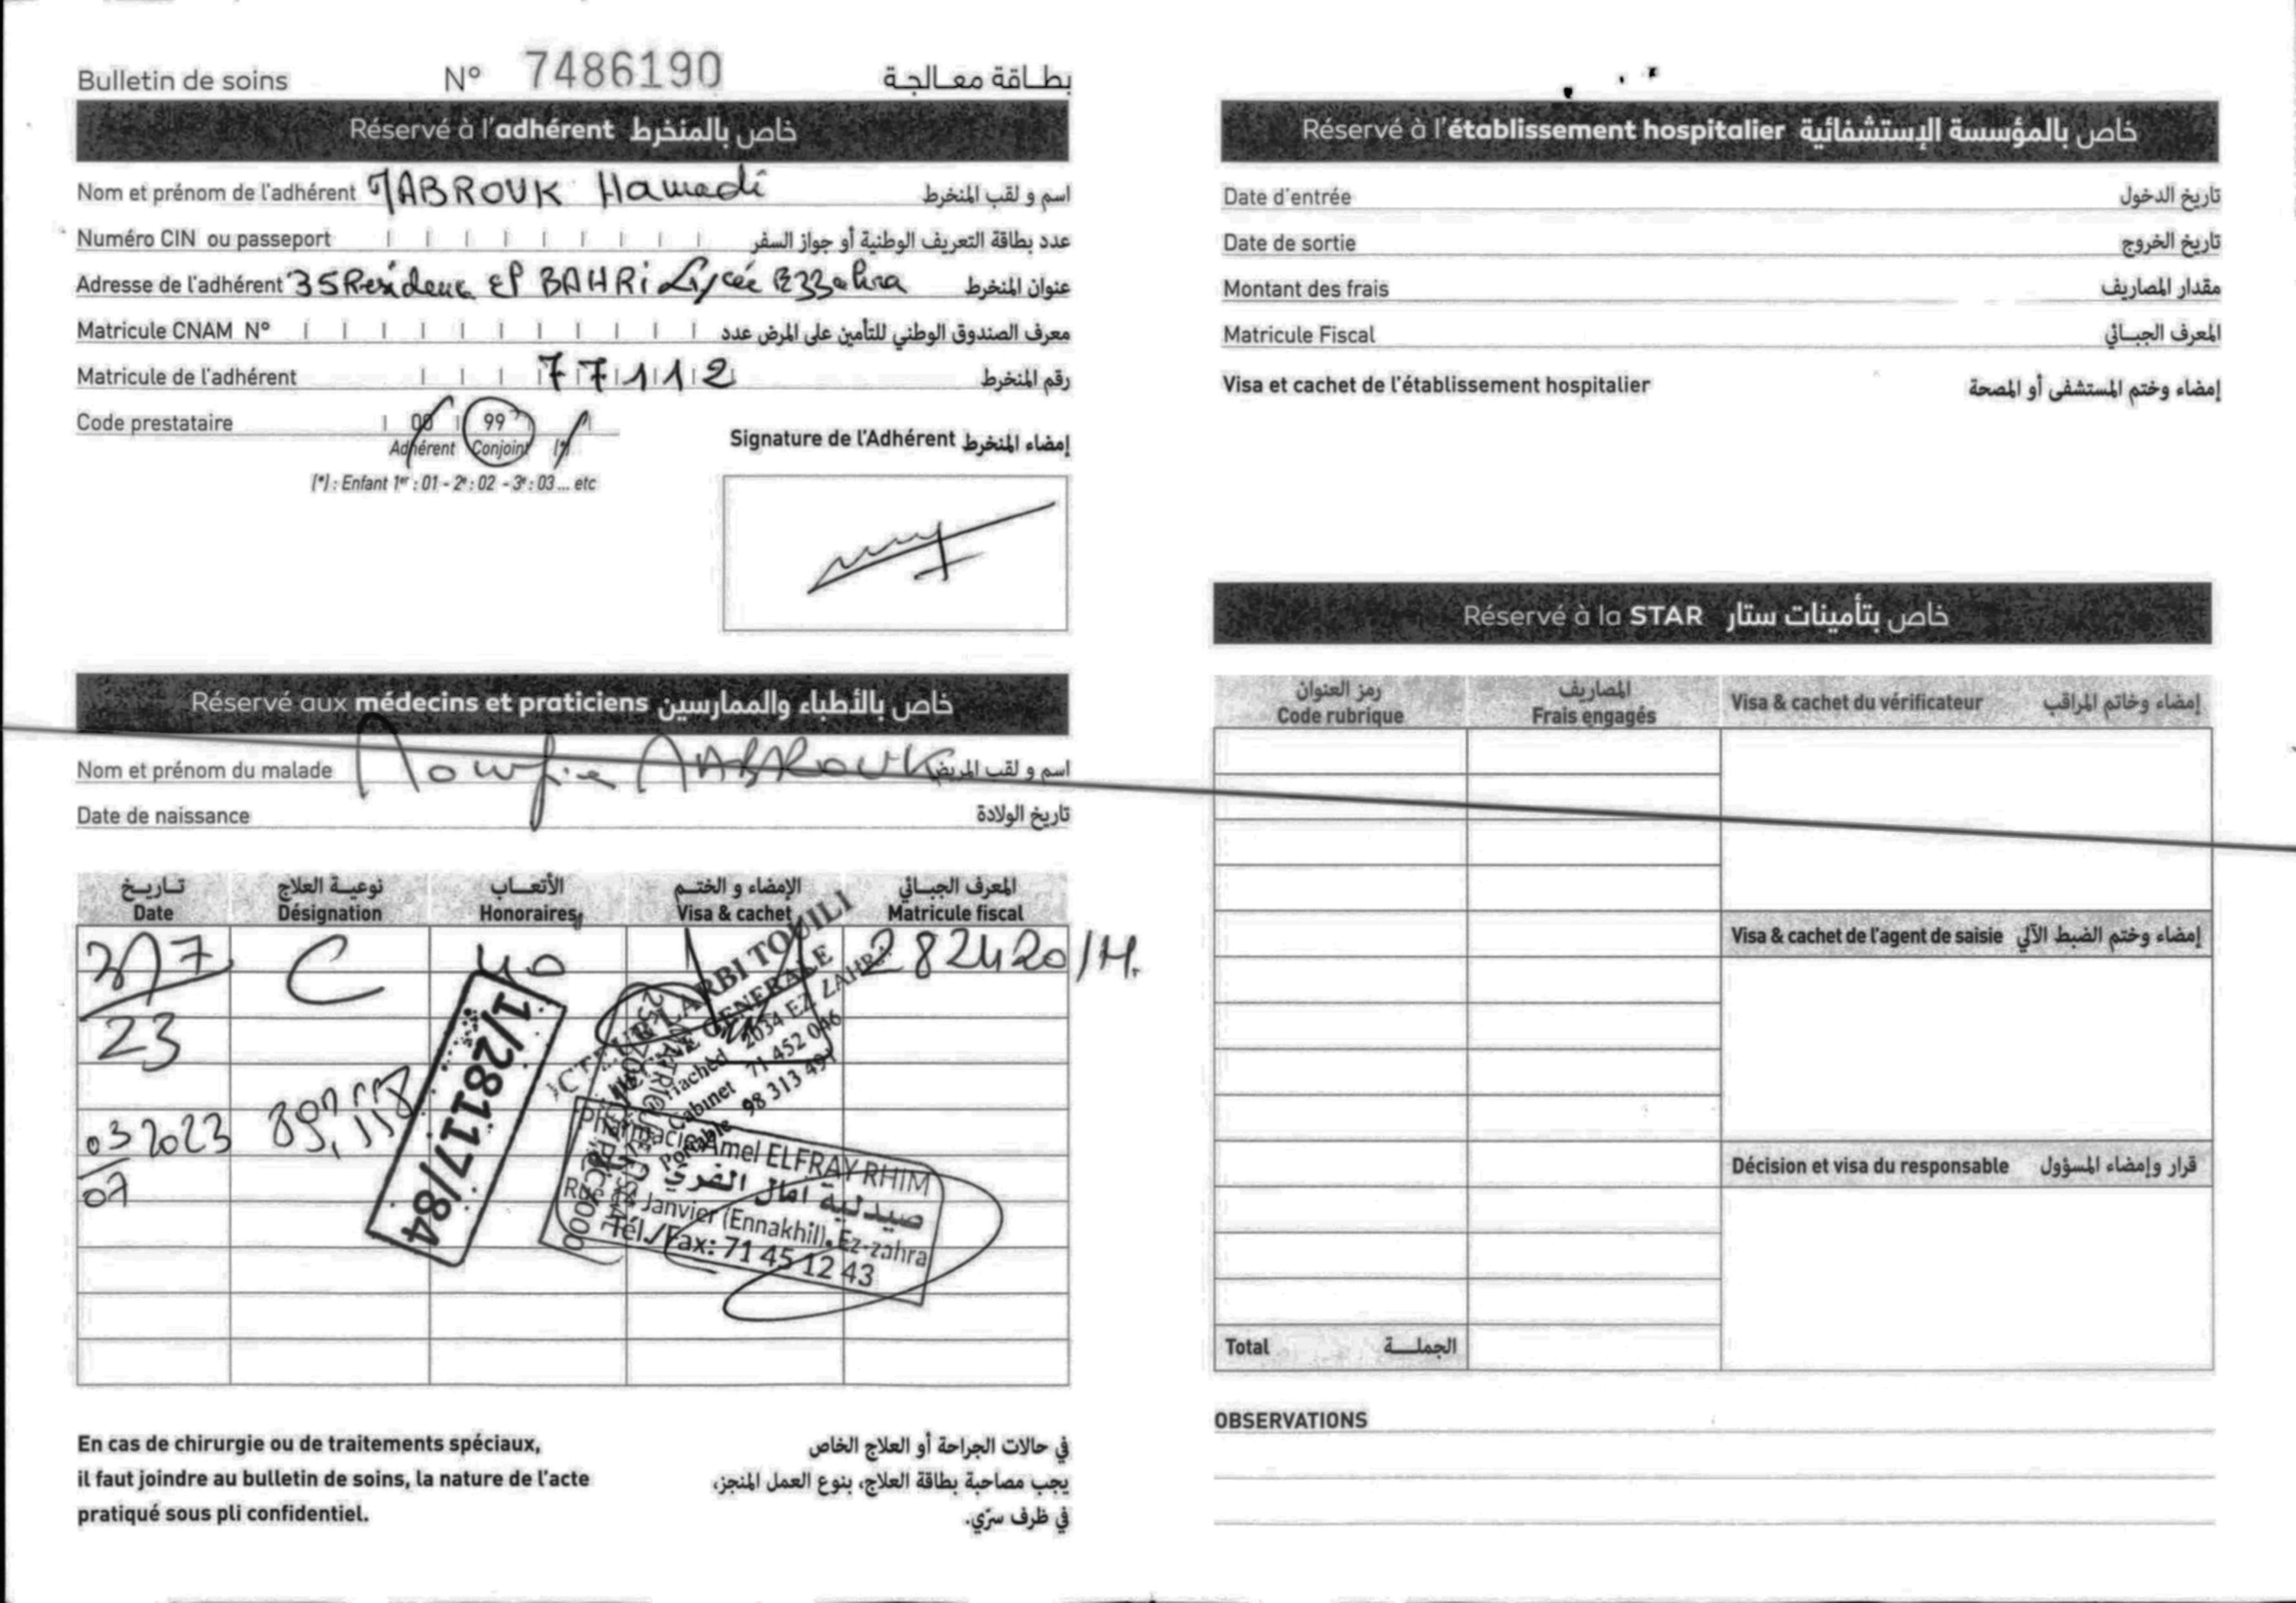 Bulletin de soins N° 7486190 بطاقة معالجة
Réservé à l'adhérent خاص بالمنخرط
Nom et prénom de l'adhérent MABROUK Hamadi اسم و لقب المنخرط
Numéro CIN ou passeport عدد بطاقة التعريف الوطنية أو جواز السفر
Adresse de l'adhérent 35 Residence El BAHRi Lycée Ezzahra عنوان المنخرط
Matricule CNAM N° معرف الصندوق الوطني للتأمين على المرض عدد
Matricule de l'adhérent 77112 رقم المنخرط
Code prestataire 00 99
Adhérent Conjoint (*)
(*) : Enfant 1er : 01 - 2e : 02 - 3e : 03 ... etc
Signature de l'Adhérent إمضاء المنخرط
Réservé aux médecins et praticiens خاص بالأطباء والممارسين
Nom et prénom du malade MABROUK اسم و لقب المريض
Date de naissance تاريخ الولادة
تاريخ نوعية العلاج الأتعاب الإمضاء و الختم المعرف الجبائي
Date Désignation Honoraires Visa & cachet Matricule fiscal
3/7 C 40 282420/M.
23
LARBI TOUILI
GENERALE
2034 EZ ZAHRA
Cabinet 71 452 046
Portable 98 313 491
1/28117/84
03 2023 89,118
07
Pharmacie Amel ELFRAY RHIM
صيدلية امال الفري
Janvier (Ennakhil). Ez-zahra
Tél./Fax: 71 45 12 43
En cas de chirurgie ou de traitements spéciaux,
il faut joindre au bulletin de soins, la nature de l'acte
pratiqué sous pli confidentiel.
في حالات الجراحة أو العلاج الخاص
يجب مصاحبة بطاقة العلاج، بنوع العمل المنجز،
في ظرف سرّي.
Réservé à l'établissement hospitalier خاص بالمؤسسة الإستشفائية
Date d'entrée تاريخ الدخول
Date de sortie تاريخ الخروج
Montant des frais مقدار المصاريف
Matricule Fiscal المعرف الجبائي
Visa et cachet de l'établissement hospitalier إمضاء وختم المستشفى أو المصحة
Réservé à la STAR خاص بتأمينات ستار
رمز العنوان المصاريف
Code rubrique Frais engagés Visa & cachet du vérificateur إمضاء وخاتم المراقب
Visa & cachet de l'agent de saisie إمضاء وختم الضبط الآلي
Décision et visa du responsable قرار وإمضاء المسؤول
Total الجملة
OBSERVATIONS